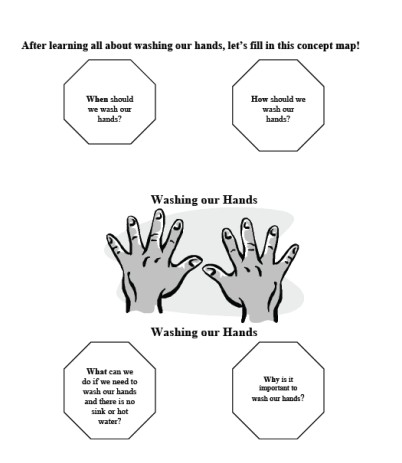 After learning all about washing our hands, let's fill in this concept map!
When should
we wash our
hands?
How should we
wash our
hands?
Washing our Hands
Washing our Hands
What can we
do if we need to
wash our hands
and there is no
sink or hot
water?
Why is it
important to
wash our hands?